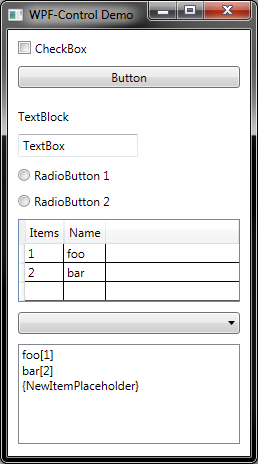 WPF-Control Demo
CheckBox
Button
TextBlock
TextBox
RadioButton 1
RadioButton 2
Items Name
1 foo
2 bar
foo[1]
bar[2]
{NewItemPlaceholder}